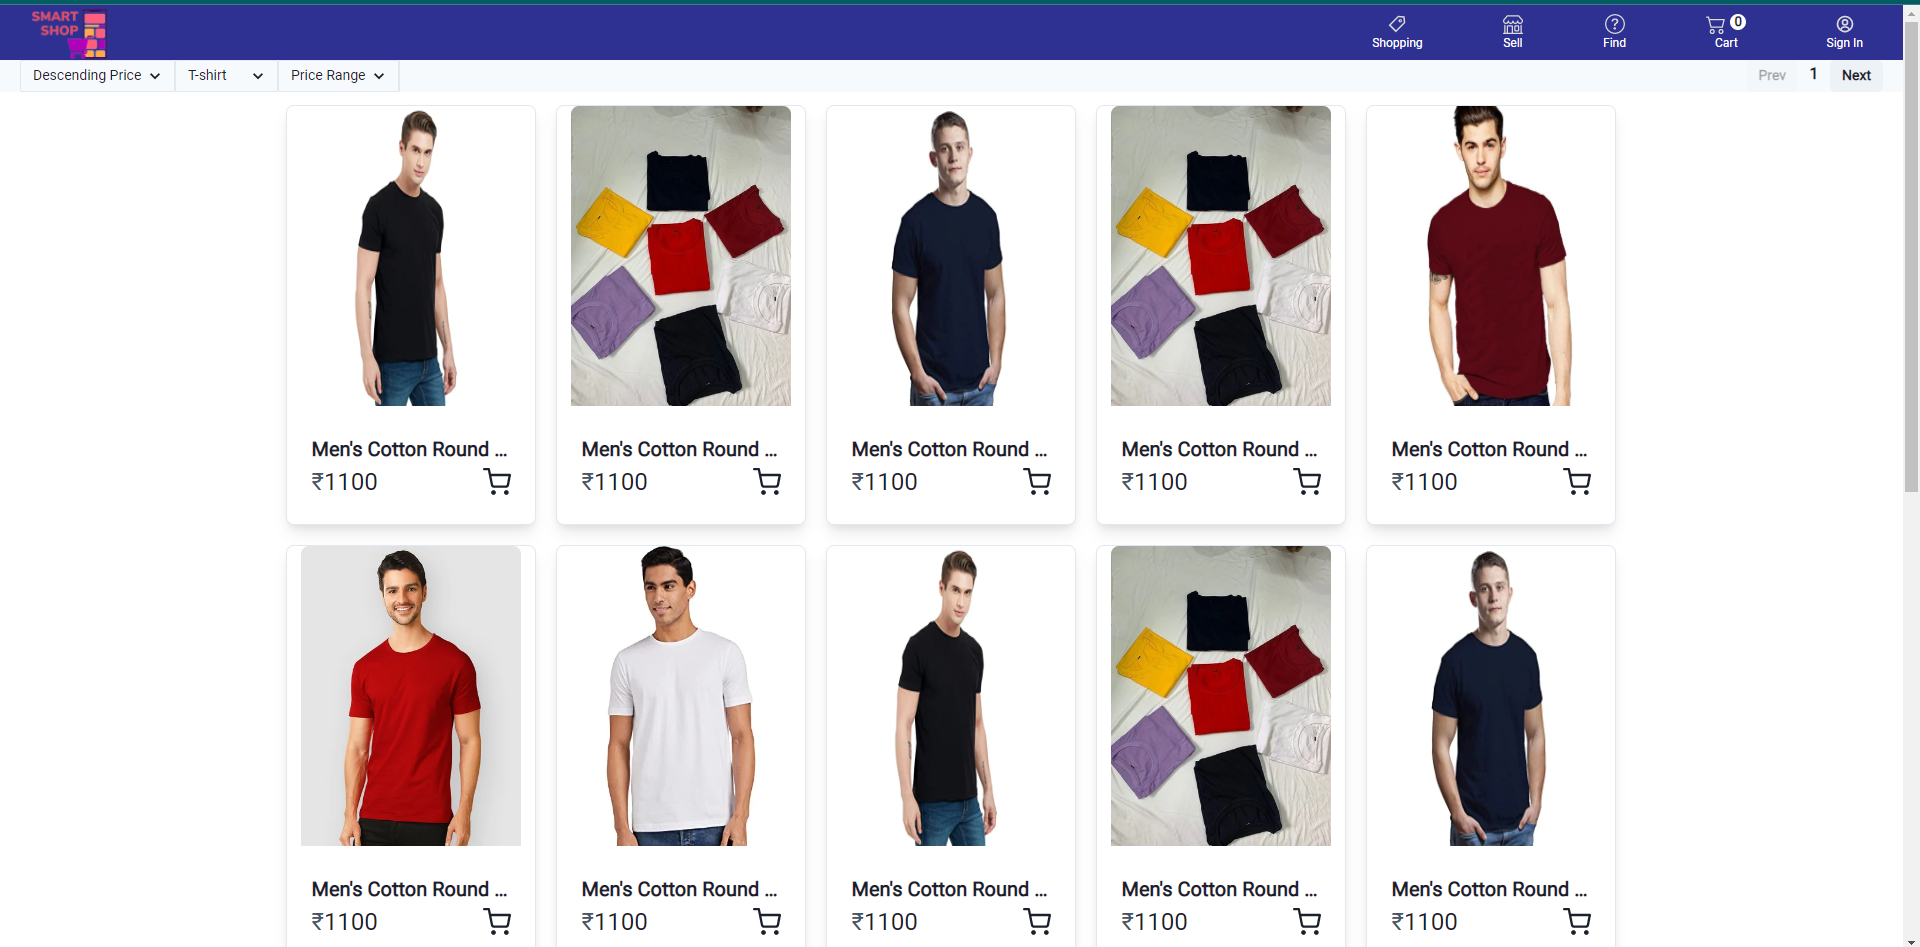 SMART
SHOP
Shopping
Sell
Find
0
Cart
Sign In
Descending Price
T-shirt
Price Range
Prev
1
Next
Men's Cotton Round ...
₹1100
Men's Cotton Round ...
₹1100
Men's Cotton Round ...
₹1100
Men's Cotton Round ...
₹1100
Men's Cotton Round ...
₹1100
Men's Cotton Round ...
₹1100
Men's Cotton Round ...
₹1100
Men's Cotton Round ...
₹1100
Men's Cotton Round ...
₹1100
Men's Cotton Round ...
₹1100